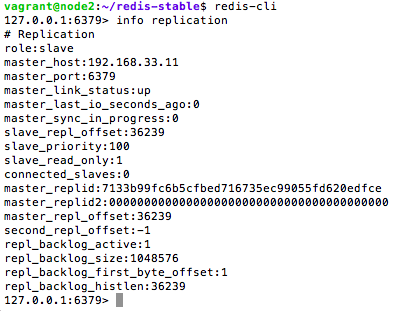 vagrant@node2:~/redis-stable$ redis-cli
127.0.0.1:6379> info replication
# Replication
role:slave
master_host:192.168.33.11
master_port:6379
master_link_status:up
master_last_io_seconds_ago:0
master_sync_in_progress:0
slave_repl_offset:36239
slave_priority:100
slave_read_only:1
connected_slaves:0
master_replid:7133b99fc6b5cfbed716735ec99055fd620edfce
master_replid2:0000000000000000000000000000000000000000
master_repl_offset:36239
second_repl_offset:-1
repl_backlog_active:1
repl_backlog_size:1048576
repl_backlog_first_byte_offset:1
repl_backlog_histlen:36239
127.0.0.1:6379>